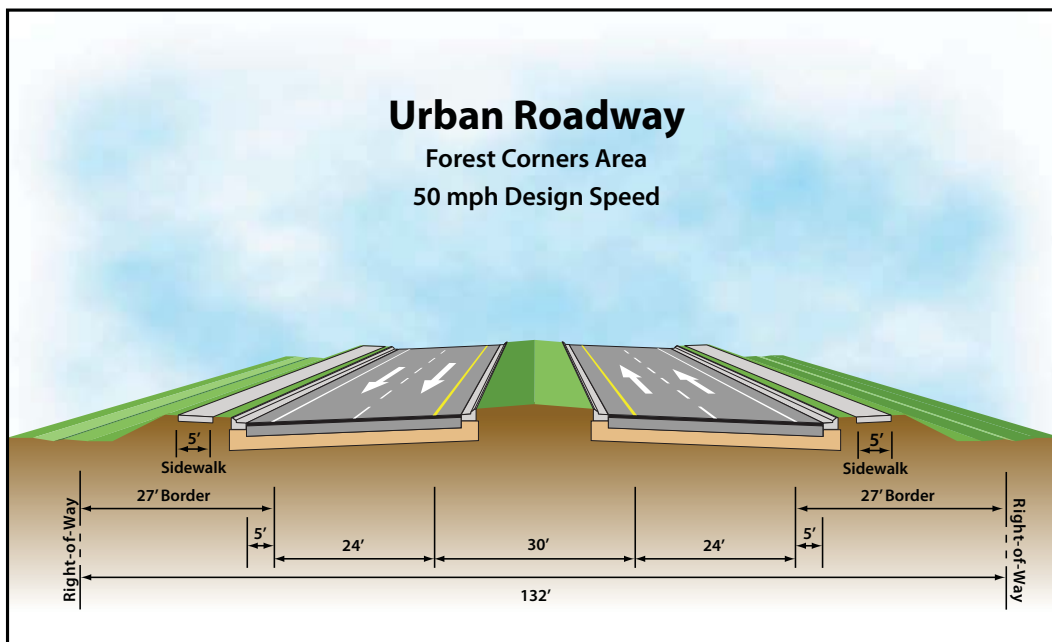 Urban Roadway
Forest Corners Area
50 mph Design Speed
5’
Sidewalk
5’
Sidewalk
27’ Border
27’ Border
Right-of-Way
Right-of-Way
5’
24’
30’
24’
5’
132’